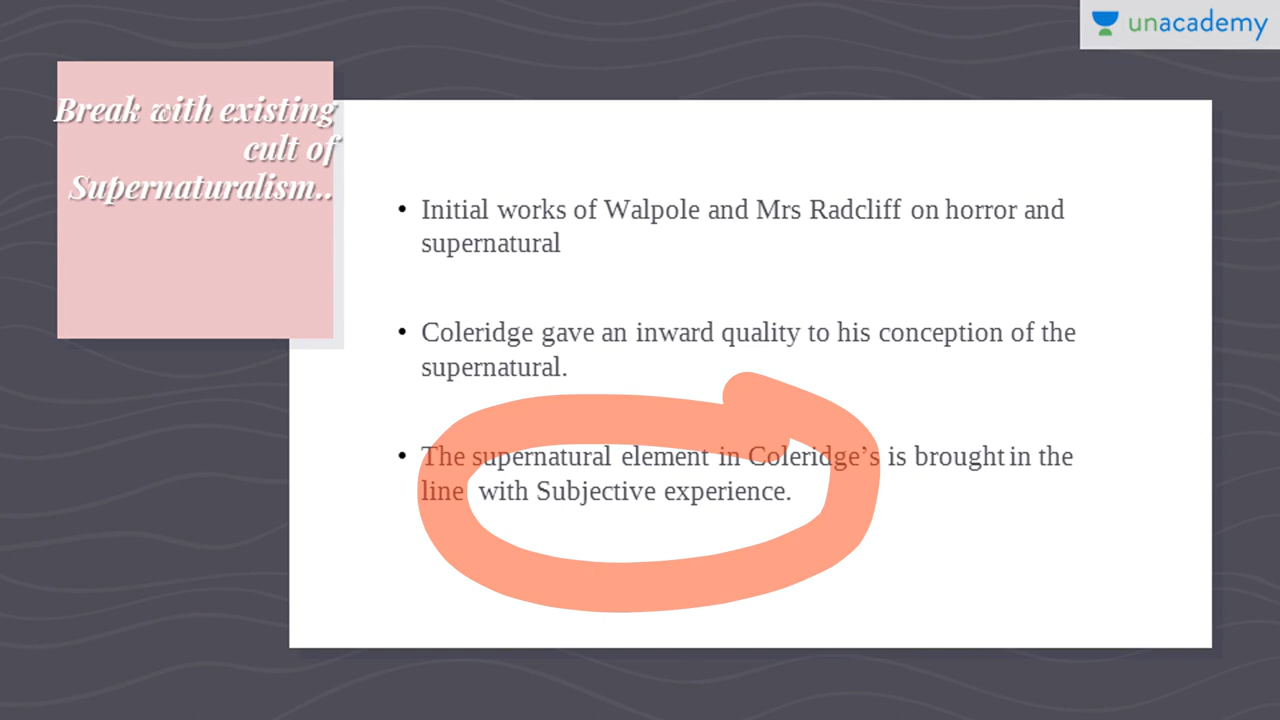 unacademy
Break with existing
cult of
Supernaturalism..
• Initial works of Walpole and Mrs Radcliff on horror and
supernatural
• Coleridge gave an inward quality to his conception of the
supernatural.
• The supernatural element in Coleridge’s is brought in the
line with Subjective experience.